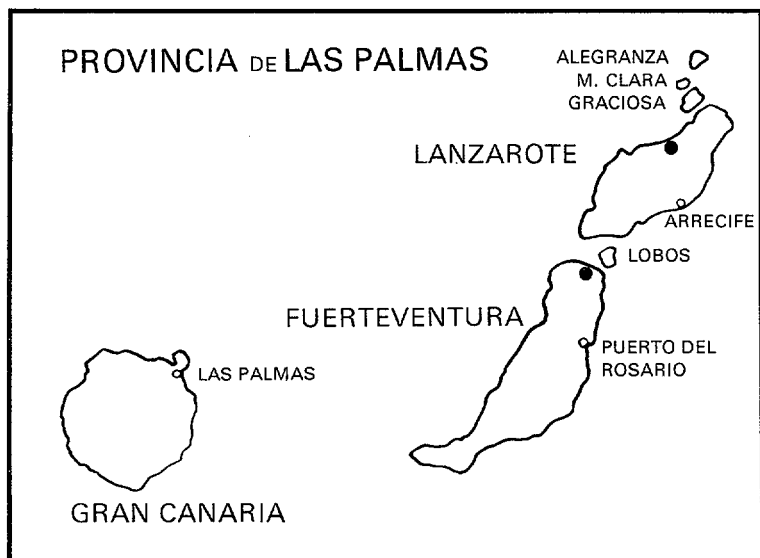 PROVINCIA DE LAS PALMAS
ALEGRANZA
M. CLARA
GRACIOSA
LANZAROTE
ARRECIFE
LOBOS
FUERTEVENTURA
PUERTO DEL
ROSARIO
LAS PALMAS
GRAN CANARIA